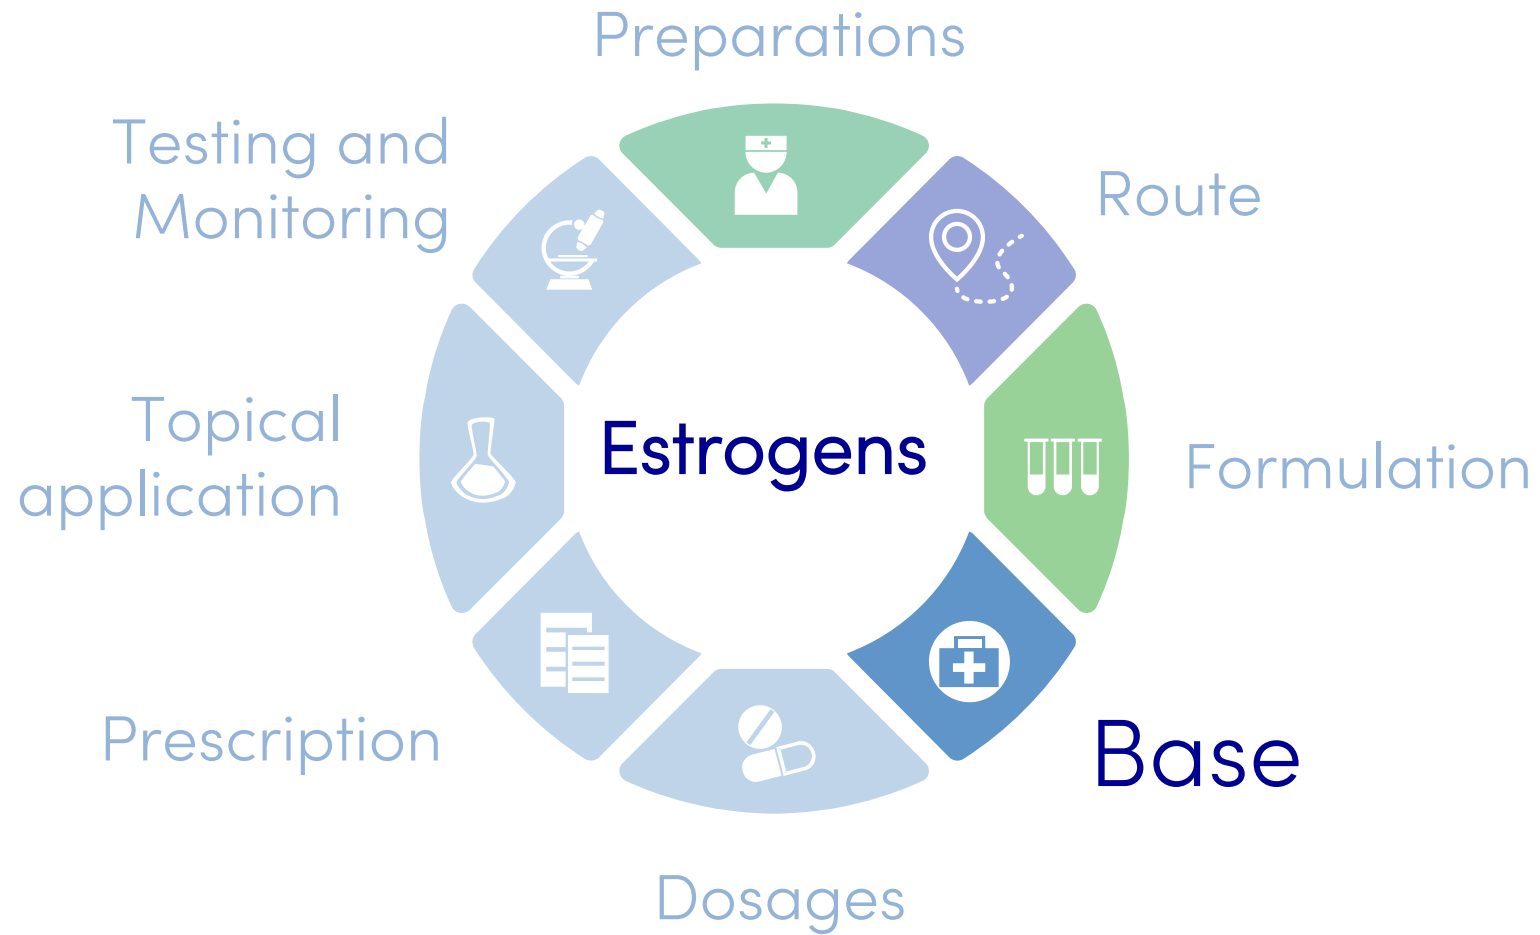 Preparations
Testing and
Monitoring
Route
Topical
application
Estrogens
Formulation
Prescription
Base
Dosages